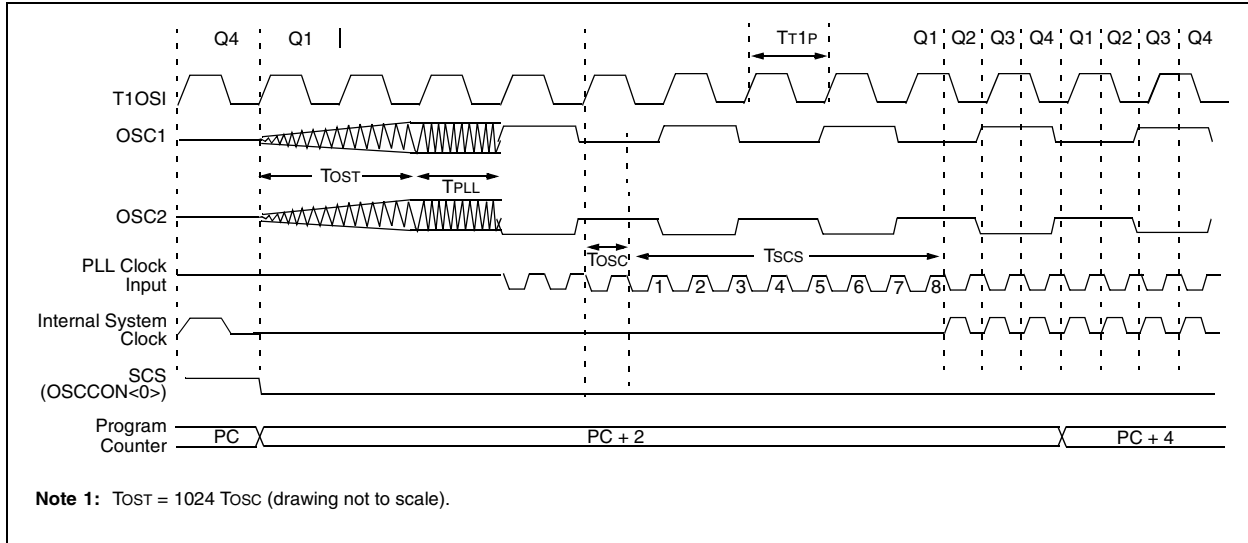 Q4 Q1 TT1P Q1 Q2 Q3 Q4 Q1 Q2 Q3 Q4
T1OSI
OSC1
TOST TPLL
OSC2
TOSC TSCS
PLL Clock
Input
1 2 3 4 5 6 7 8
Internal System
Clock
SCS
(OSCCON<0>)
Program
Counter
PC PC + 2 PC + 4
Note 1: TOST = 1024 TOSC (drawing not to scale).